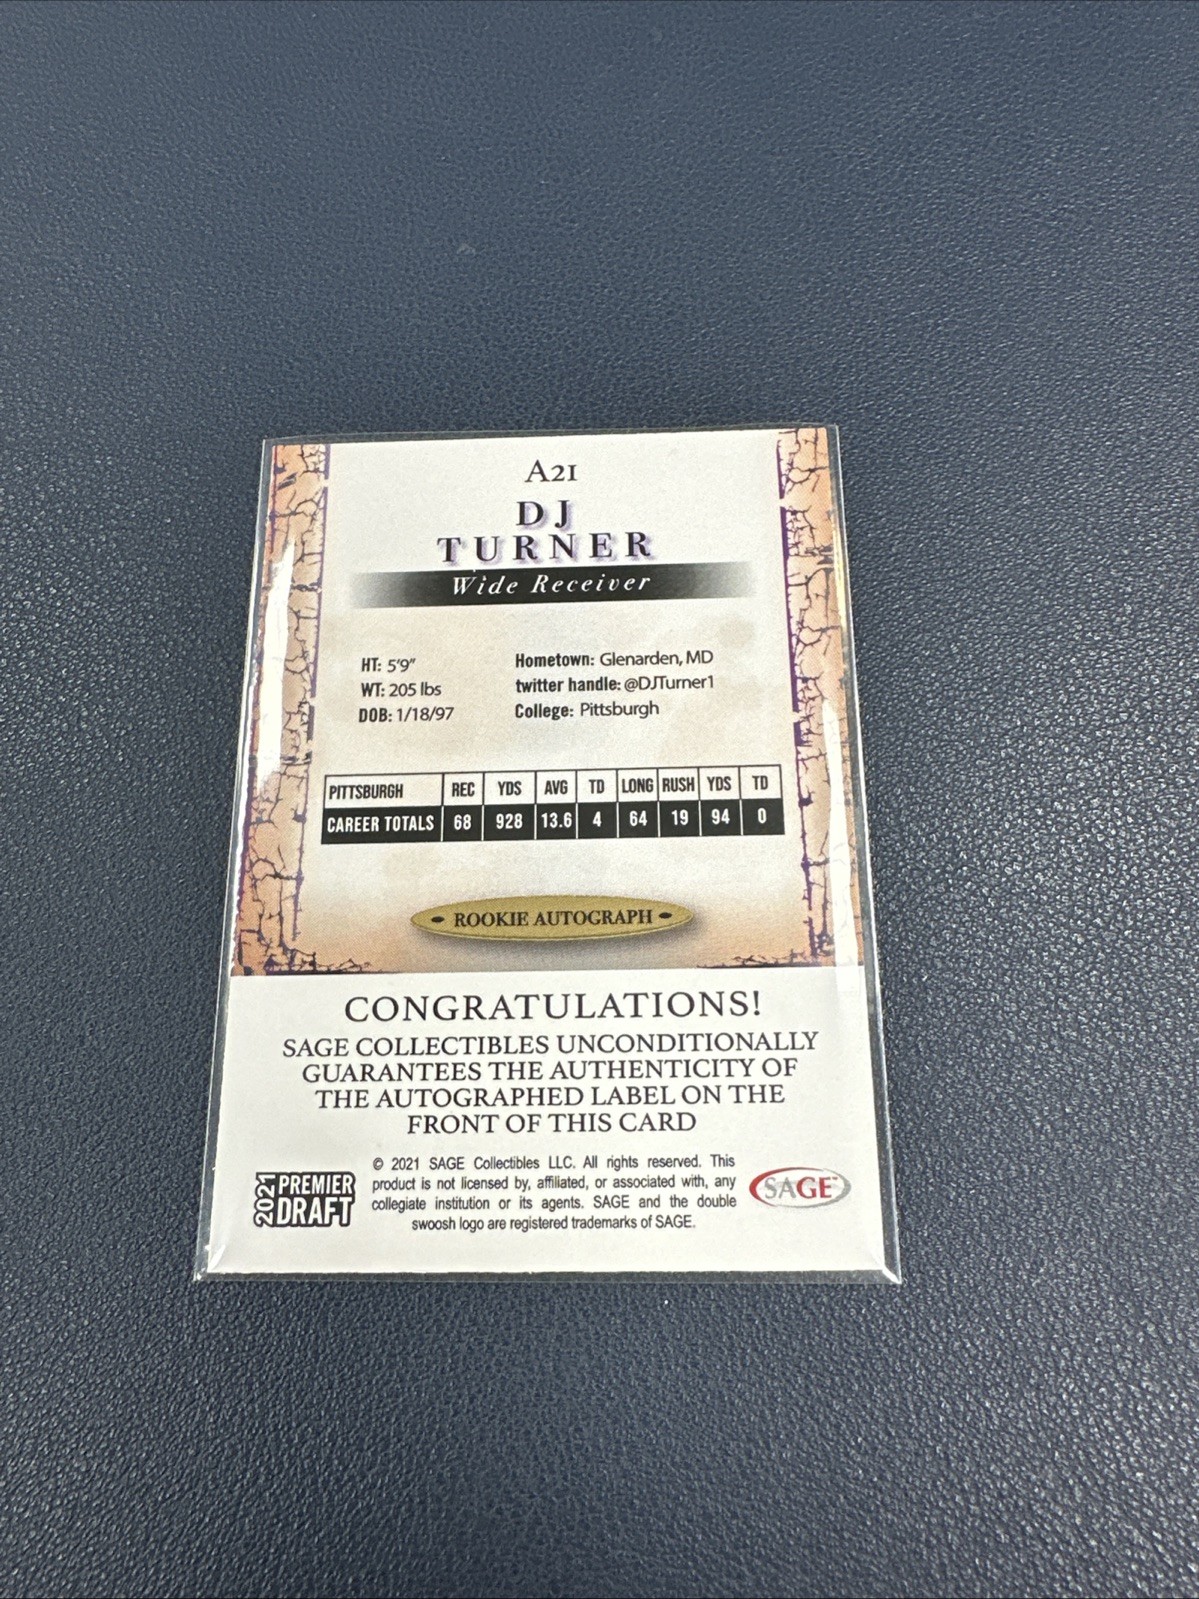 A21
DJ
TURNER
Wide Receiver
HT: 5'9"
WT: 205 lbs
DOB: 1/18/97
Hometown: Glenarden, MD
twitter handle: @DJTurner1
College: Pittsburgh
PITTSBURGH REC YDS AVG TD LONG RUSH YDS TD
CAREER TOTALS 68 928 13.6 4 64 19 94 0
ROOKIE AUTOGRAPH
CONGRATULATIONS!
SAGE COLLECTIBLES UNCONDITIONALLY
GUARANTEES THE AUTHENTICITY OF
THE AUTOGRAPHED LABEL ON THE
FRONT OF THIS CARD
2021 PREMIER
DRAFT
© 2021 SAGE Collectibles LLC. All rights reserved. This
product is not licensed by, affiliated, or associated with, any
collegiate institution or its agents. SAGE and the double
swoosh logo are registered trademarks of SAGE.
SAGE